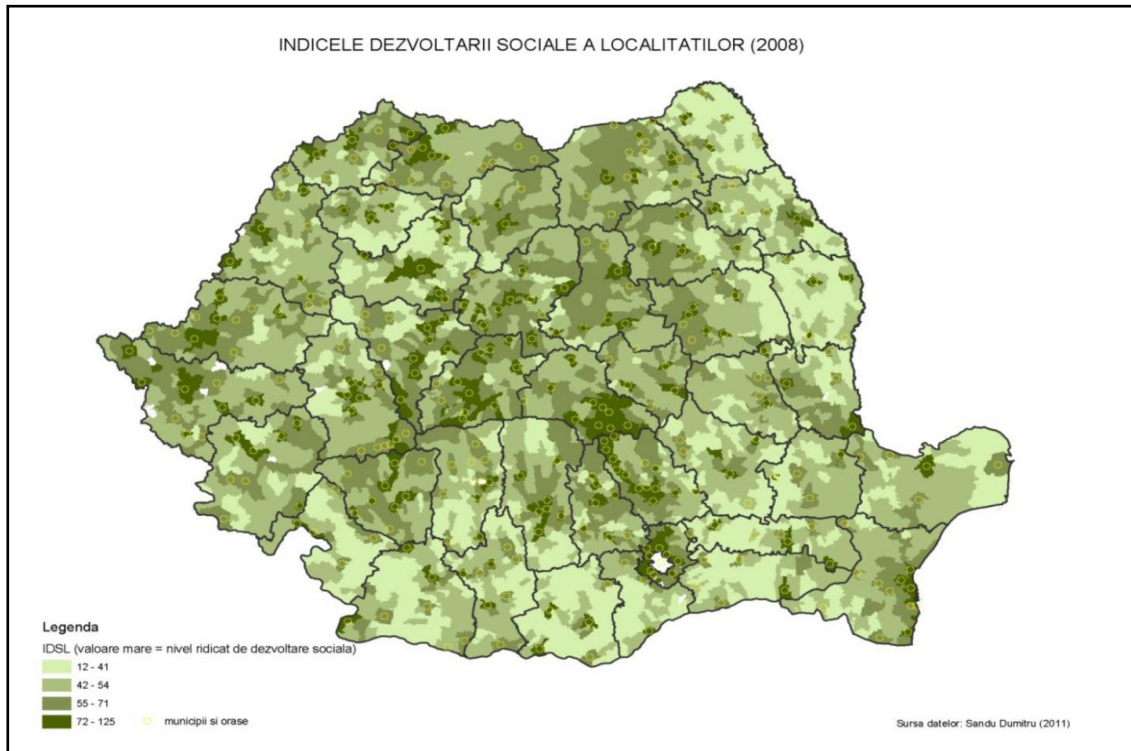 INDICELE DEZVOLTARII SOCIALE A LOCALITATILOR (2008)
Legenda
IDSL (valoare mare = nivel ridicat de dezvoltare sociala)
12 - 41
42 - 54
55 - 71
72 - 125
municipii si orase
Sursa datelor: Sandu Dumitru (2011)